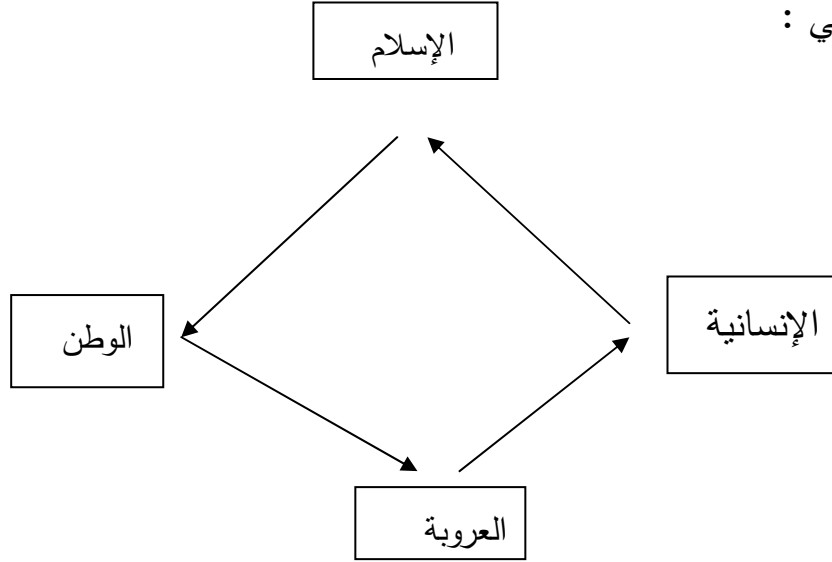 ي :
الإسلام
الإنسانية
الوطن
العروبة